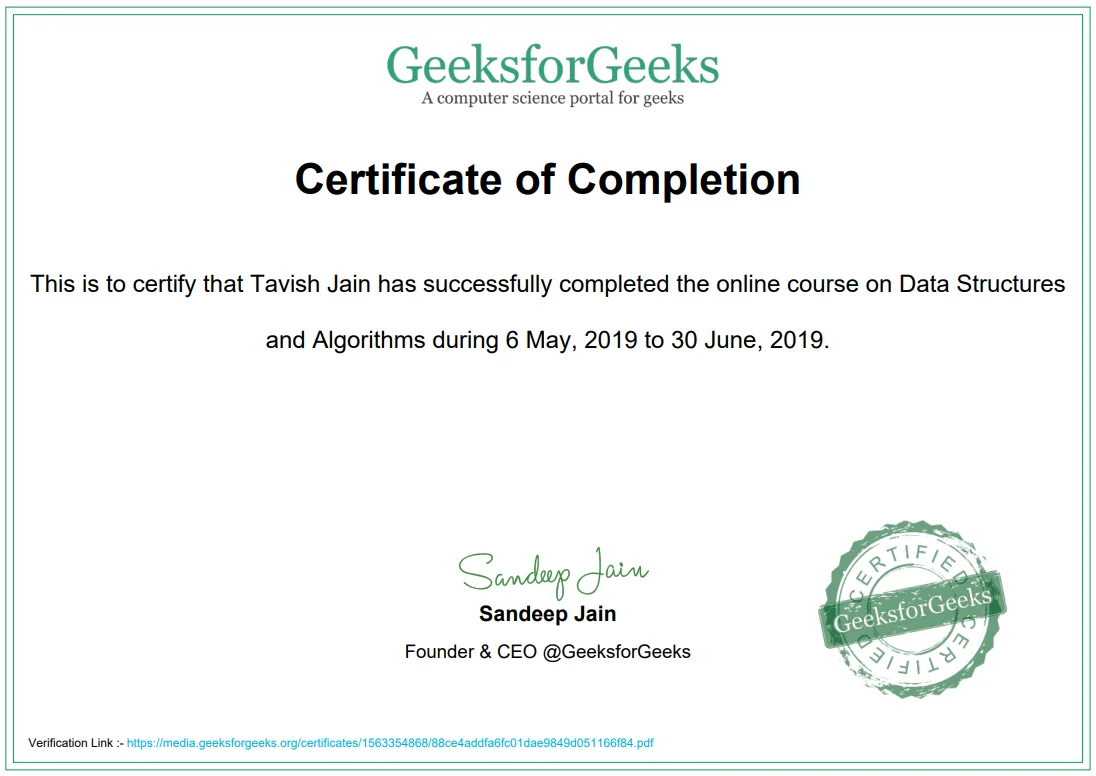 GeeksforGeeks
A computer science portal for geeks
Certificate of Completion
This is to certify that Tavish Jain has successfully completed the online course on Data Structures
and Algorithms during 6 May, 2019 to 30 June, 2019.
Sandeep Jain
Sandeep Jain
Founder & CEO @GeeksforGeeks
CERTIFIED
GeeksforGeeks
CERTIFIED
Verification Link :- https://media.geeksforgeeks.org/certificates/1563354868/88ce4addfa6fc01dae9849d051166f84.pdf